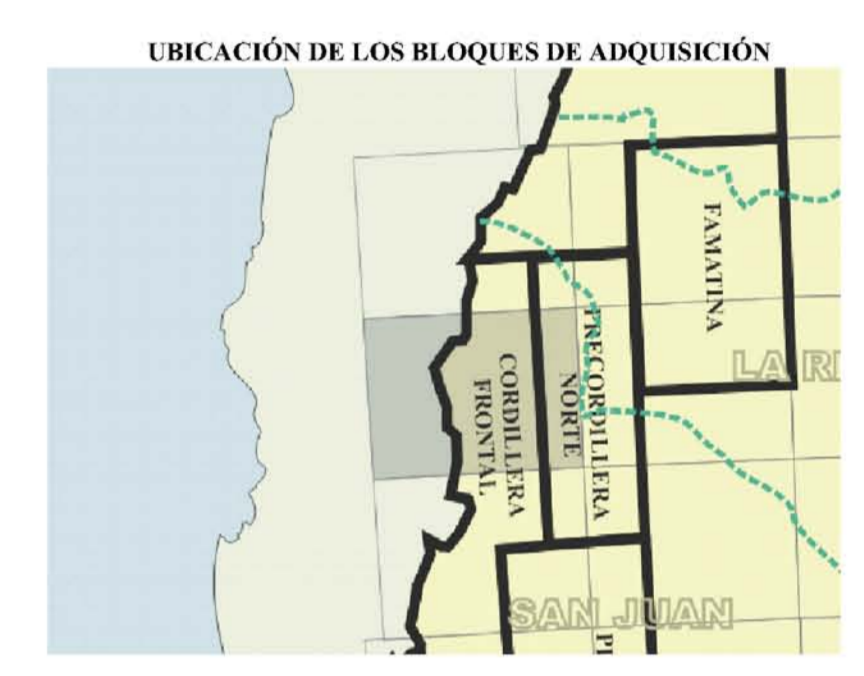 UBICACIÓN DE LOS BLOQUES DE ADQUISICIÓN
FAMATINA
LA RI
PRECORDILLERA
NORTE
CORDILLERA
FRONTAL
SAN JUAN